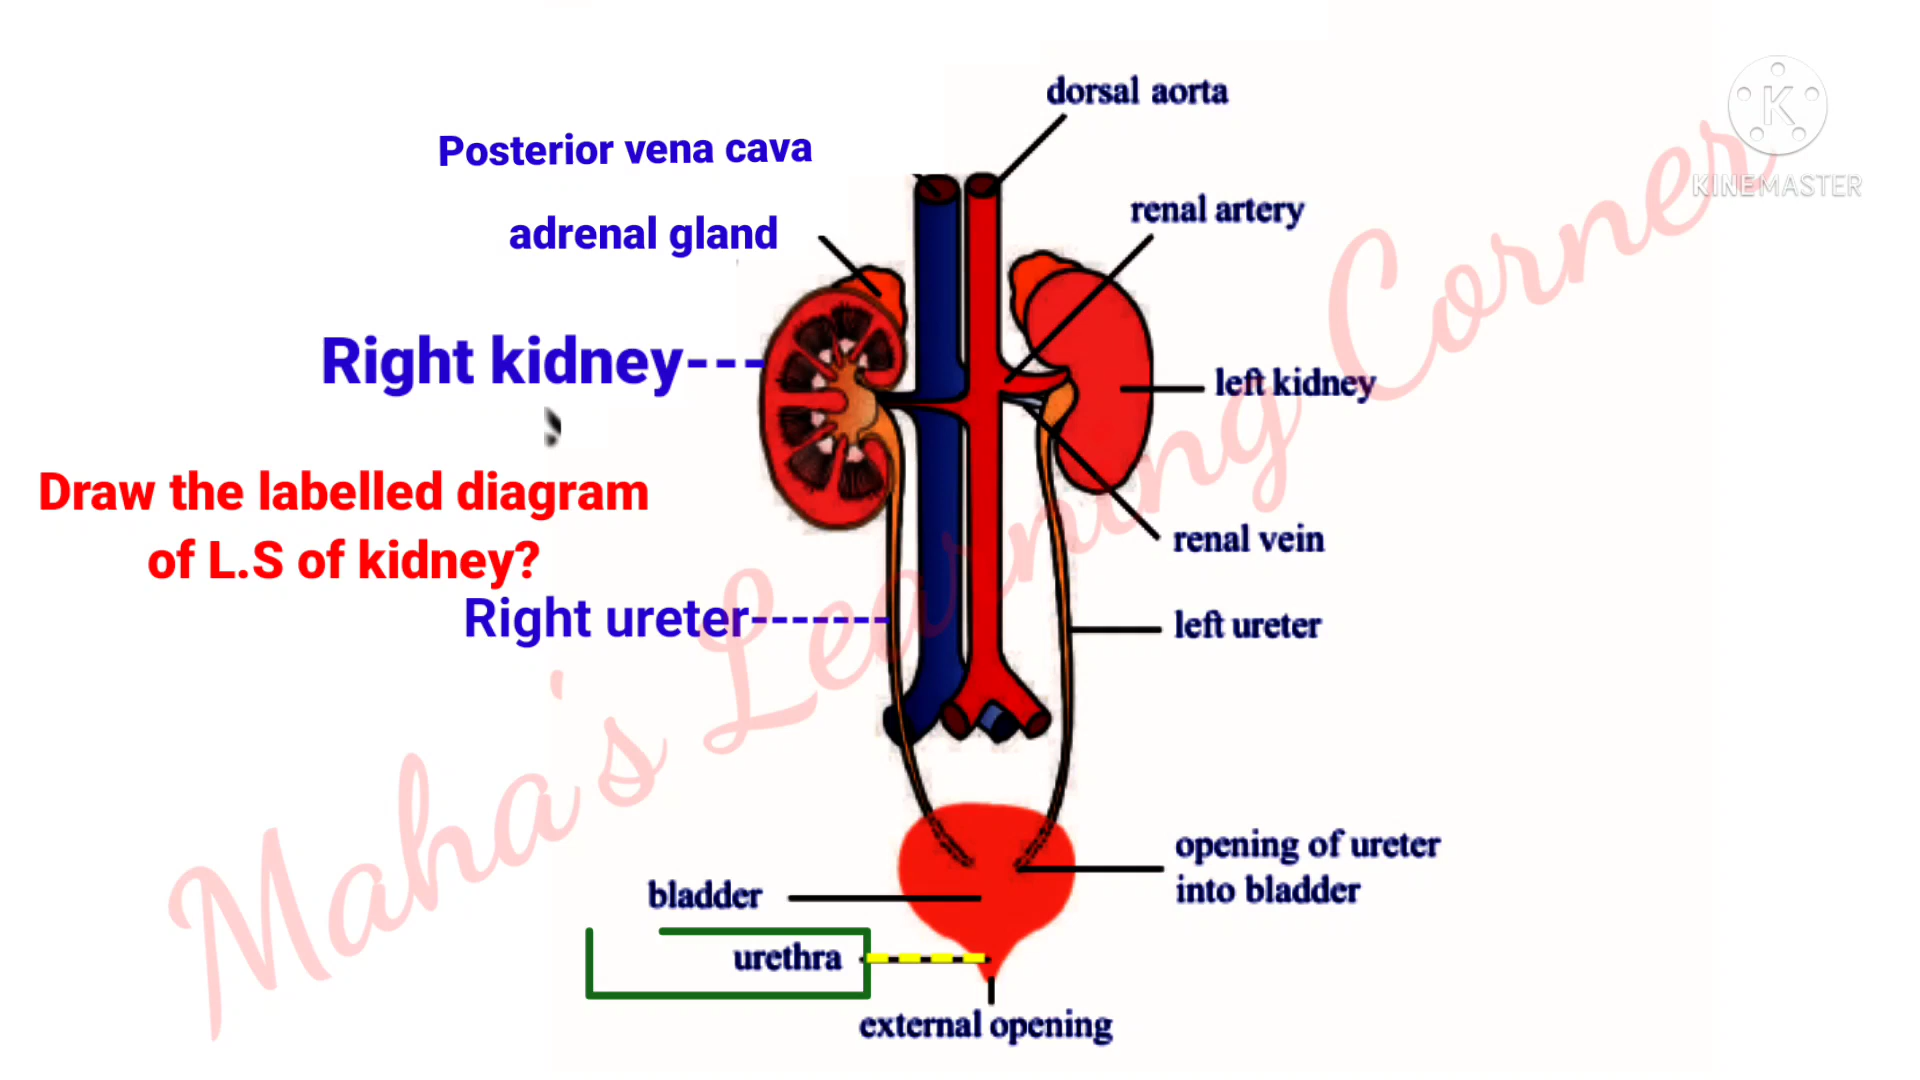 dorsal aorta
Posterior vena cava
renal artery
adrenal gland
K
KINEMASTER
Right kidney---
left kidney
Draw the labelled diagram
of L.S of kidney?
renal vein
Right ureter-------
left ureter
Maha's Learning Corner
opening of ureter
into bladder
bladder
urethra
external opening